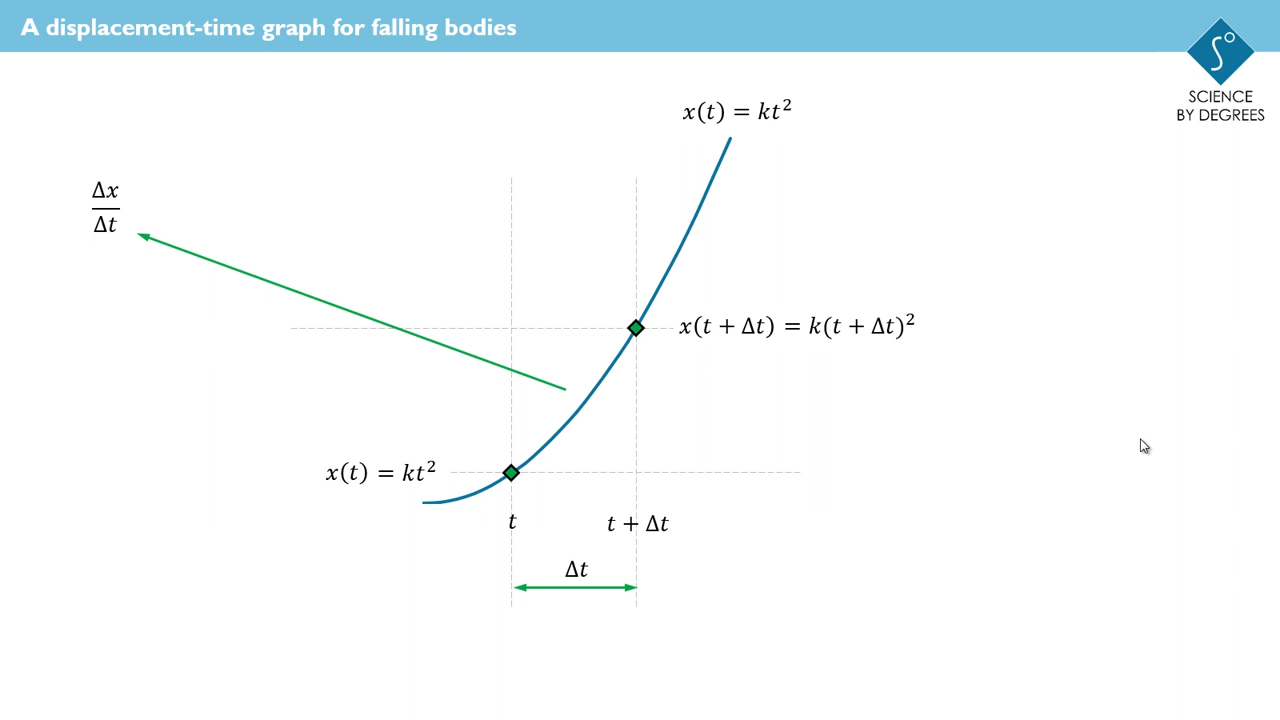 A displacement-time graph for falling bodies
S°
SCIENCE
BY DEGREES
x(t) = kt²
Δx
Δt
x(t + Δt) = k(t + Δt)²
x(t) = kt²
t
t + Δt
Δt